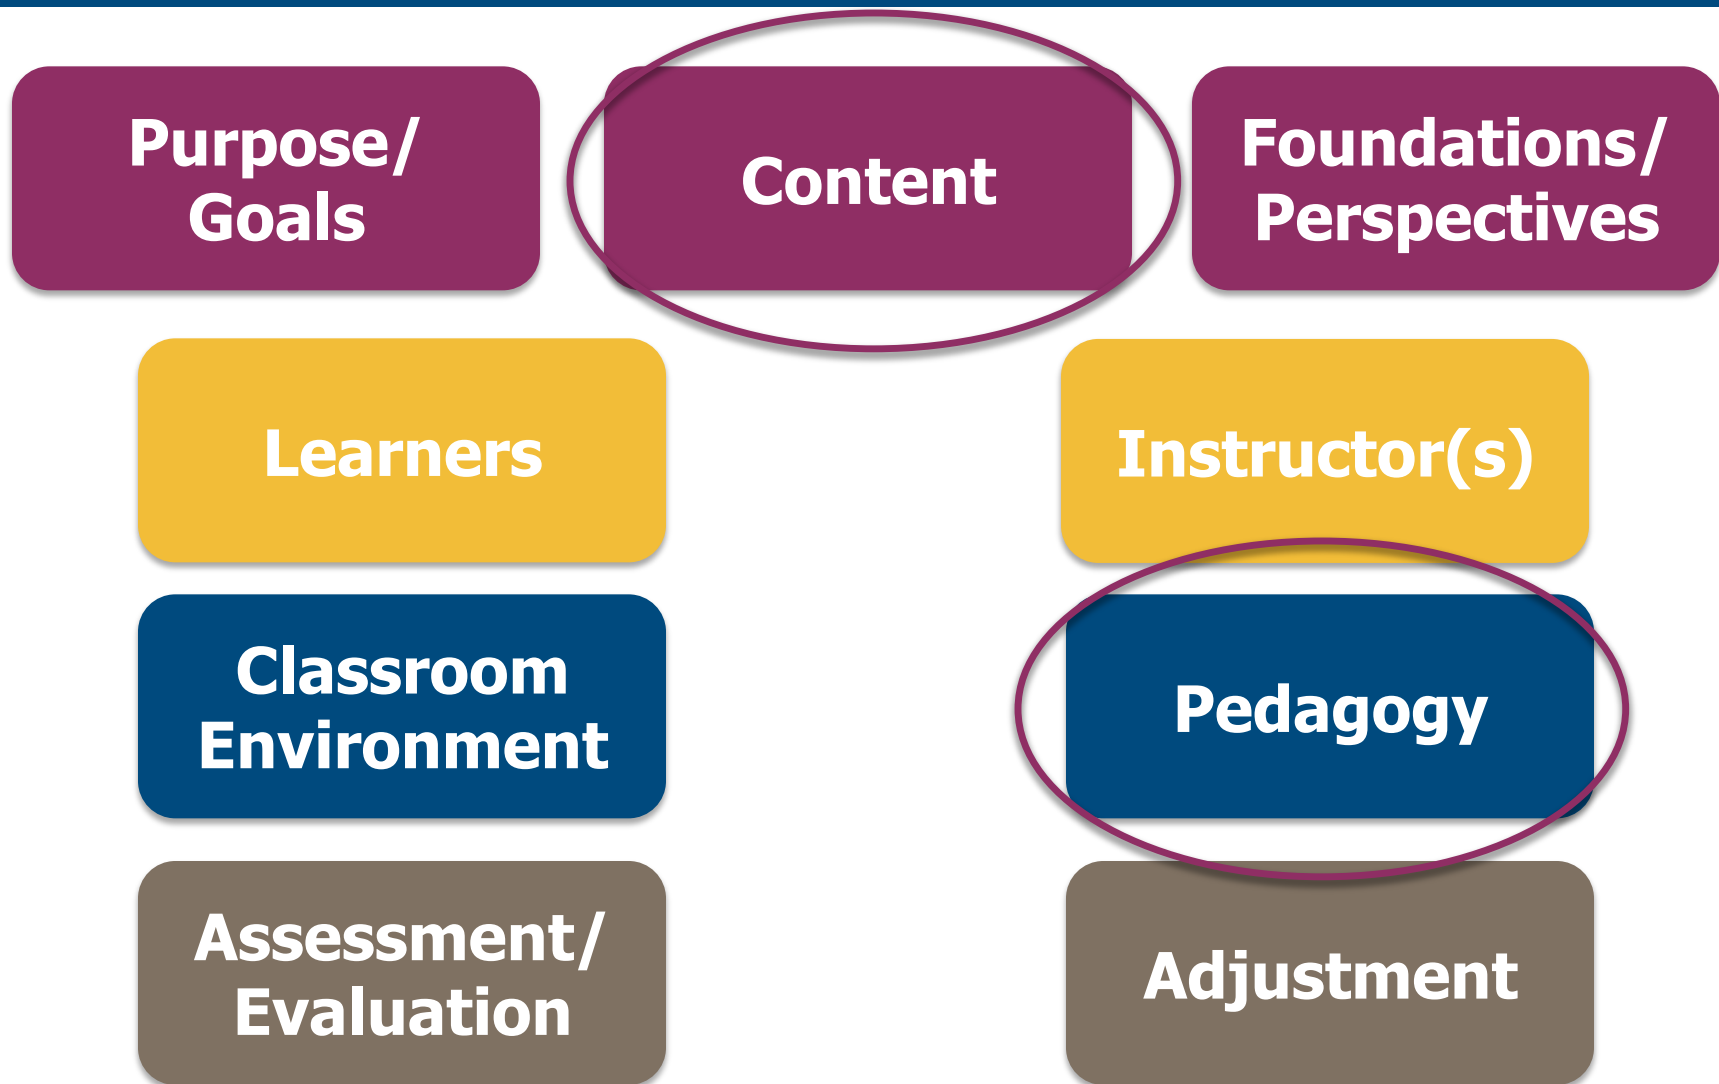 Purpose/
Goals
Content
Foundations/
Perspectives
Learners
Instructor(s)
Classroom
Environment
Pedagogy
Assessment/
Evaluation
Adjustment